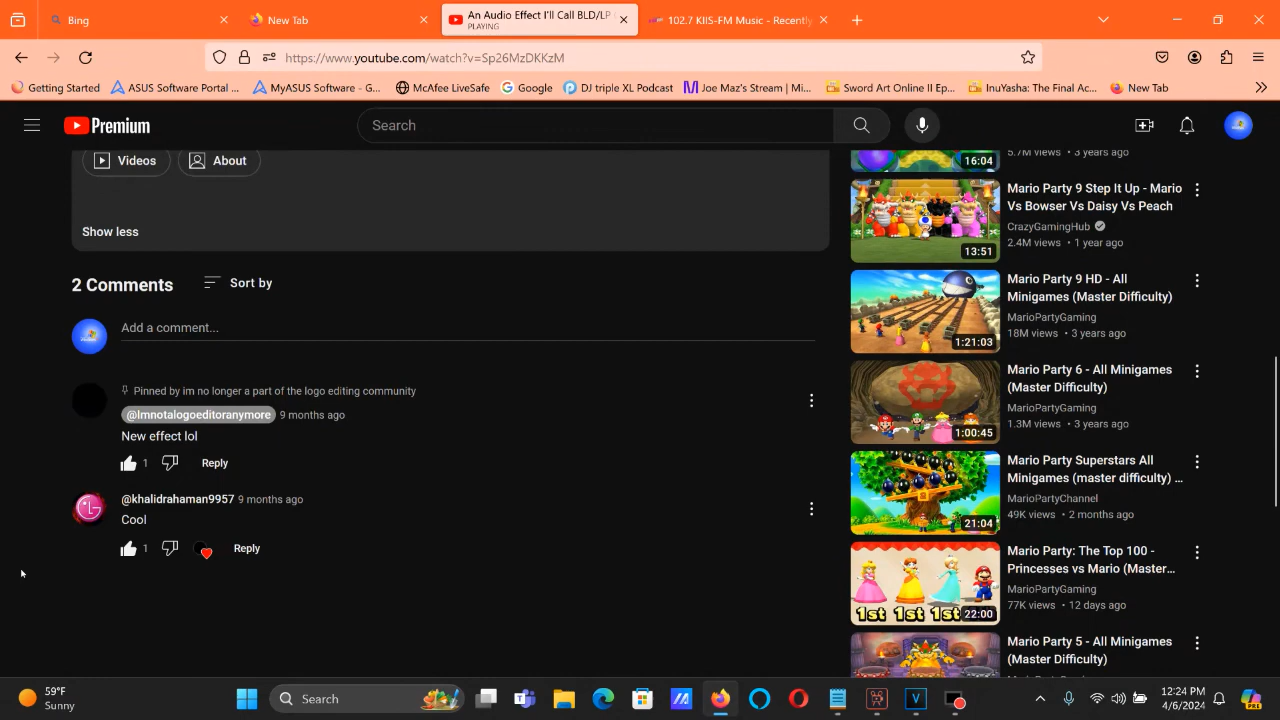 Bing
New Tab
An Audio Effect I'll Call BLD/LP
PLAYING
102.7 KIIS-FM Music - Recently
https://www.youtube.com/watch?v=Sp26MzDKKzM
Getting Started
ASUS Software Portal ...
MyASUS Software - G...
McAfee LiveSafe
Google
DJ triple XL Podcast
Joe Maz's Stream | Mi...
Sword Art Online II Ep...
InuYasha: The Final Ac...
New Tab
Premium
Search
Videos
About
Show less
2 Comments
Sort by
Add a comment...
Pinned by im no longer a part of the logo editing community
@Imnotalogoeditoranymore 9 months ago
New effect lol
1
Reply
@khalidrahaman9957 9 months ago
Cool
1
Reply
16:04
5.7M views • 3 years ago
13:51
Mario Party 9 Step It Up - Mario
Vs Bowser Vs Daisy Vs Peach
CrazyGamingHub
2.4M views • 1 year ago
1:21:03
Mario Party 9 HD - All
Minigames (Master Difficulty)
MarioPartyGaming
18M views • 3 years ago
1:00:45
Mario Party 6 - All Minigames
(Master Difficulty)
MarioPartyGaming
1.3M views • 3 years ago
21:04
Mario Party Superstars All
Minigames (master difficulty) ...
MarioPartyChannel
49K views • 2 months ago
1st 1st 1st 22:00
Mario Party: The Top 100 -
Princesses vs Mario (Master...
MarioPartyGaming
77K views • 12 days ago
Mario Party 5 - All Minigames
(Master Difficulty)
59°F
Sunny
Search
12:24 PM
4/6/2024